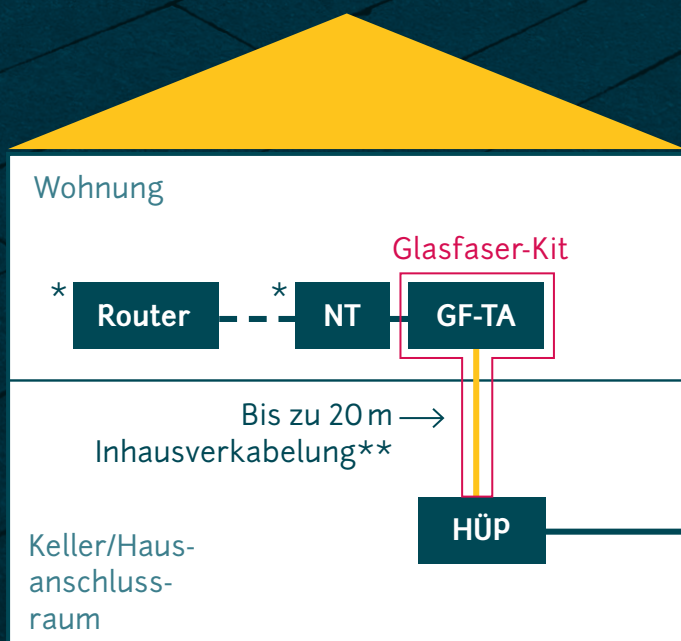 Wohnung
Glasfaser-Kit
* Router
* NT
GF-TA
Bis zu 20 m
Inhausverkabelung**
HÜP
Keller/Haus-
anschluss-
raum